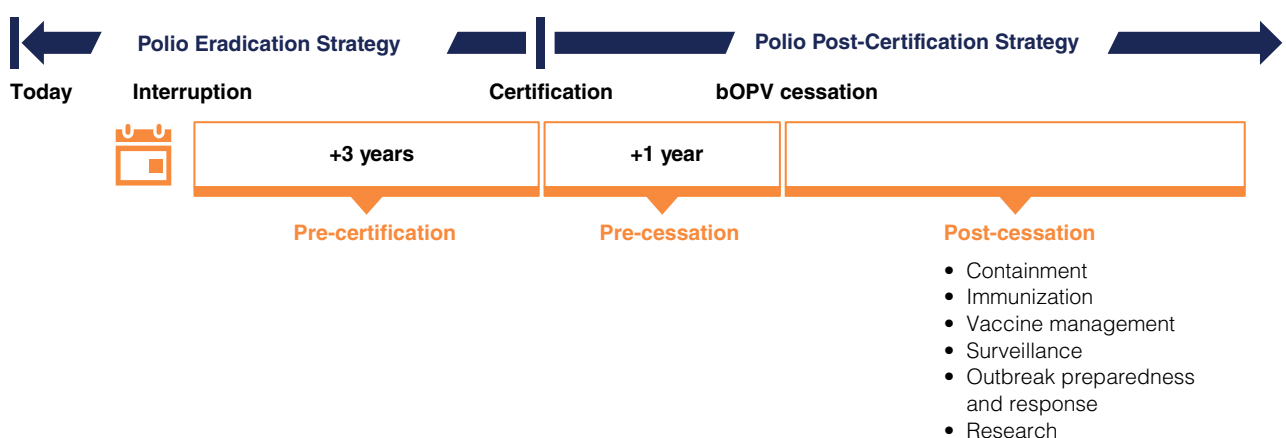 Polio Eradication Strategy
Polio Post-Certification Strategy
Today
Interruption
Certification
bOPV cessation
+3 years
+1 year
Pre-certification
Pre-cessation
Post-cessation
• Containment
• Immunization
• Vaccine management
• Surveillance
• Outbreak preparedness
and response
• Research